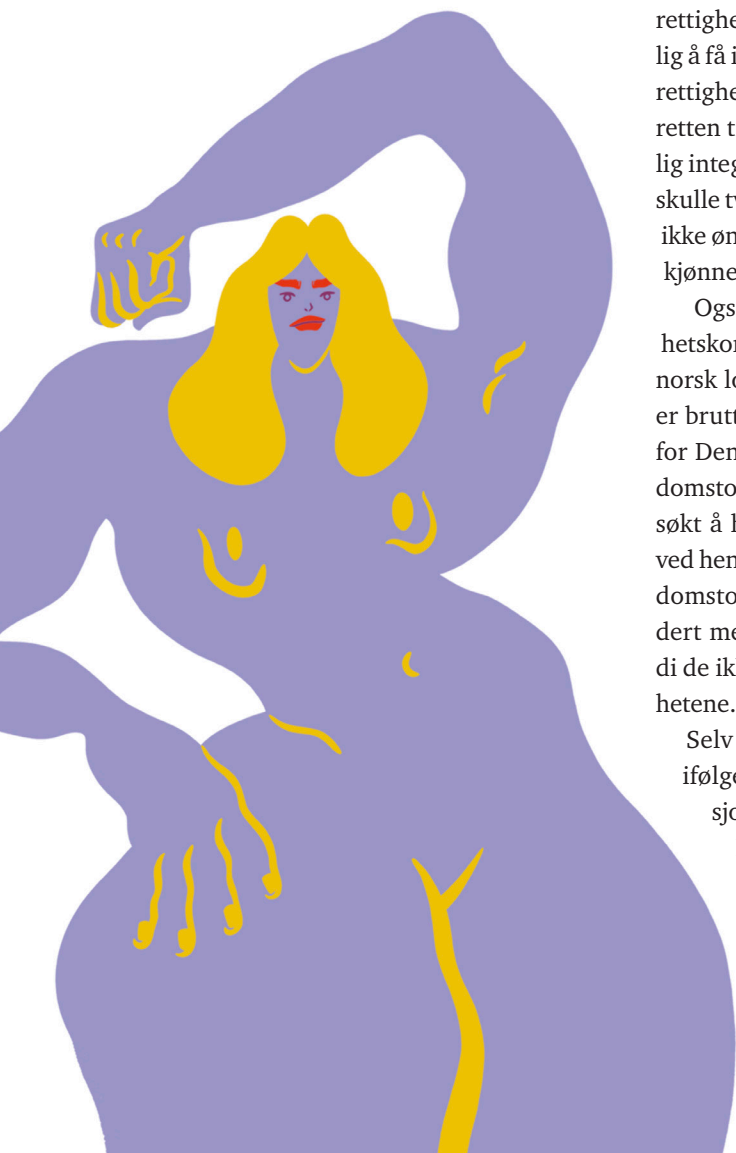 rettighe
lig å få i
rettighe
retten t
lig integ
skulle tv
ikke øn
kjønne
Ogs
hetskon
norsk lo
er brutt
for Den
domsto
søkt å h
ved hen
domsto
dert me
di de ik
hetene.
Selv
ifølge
sjo